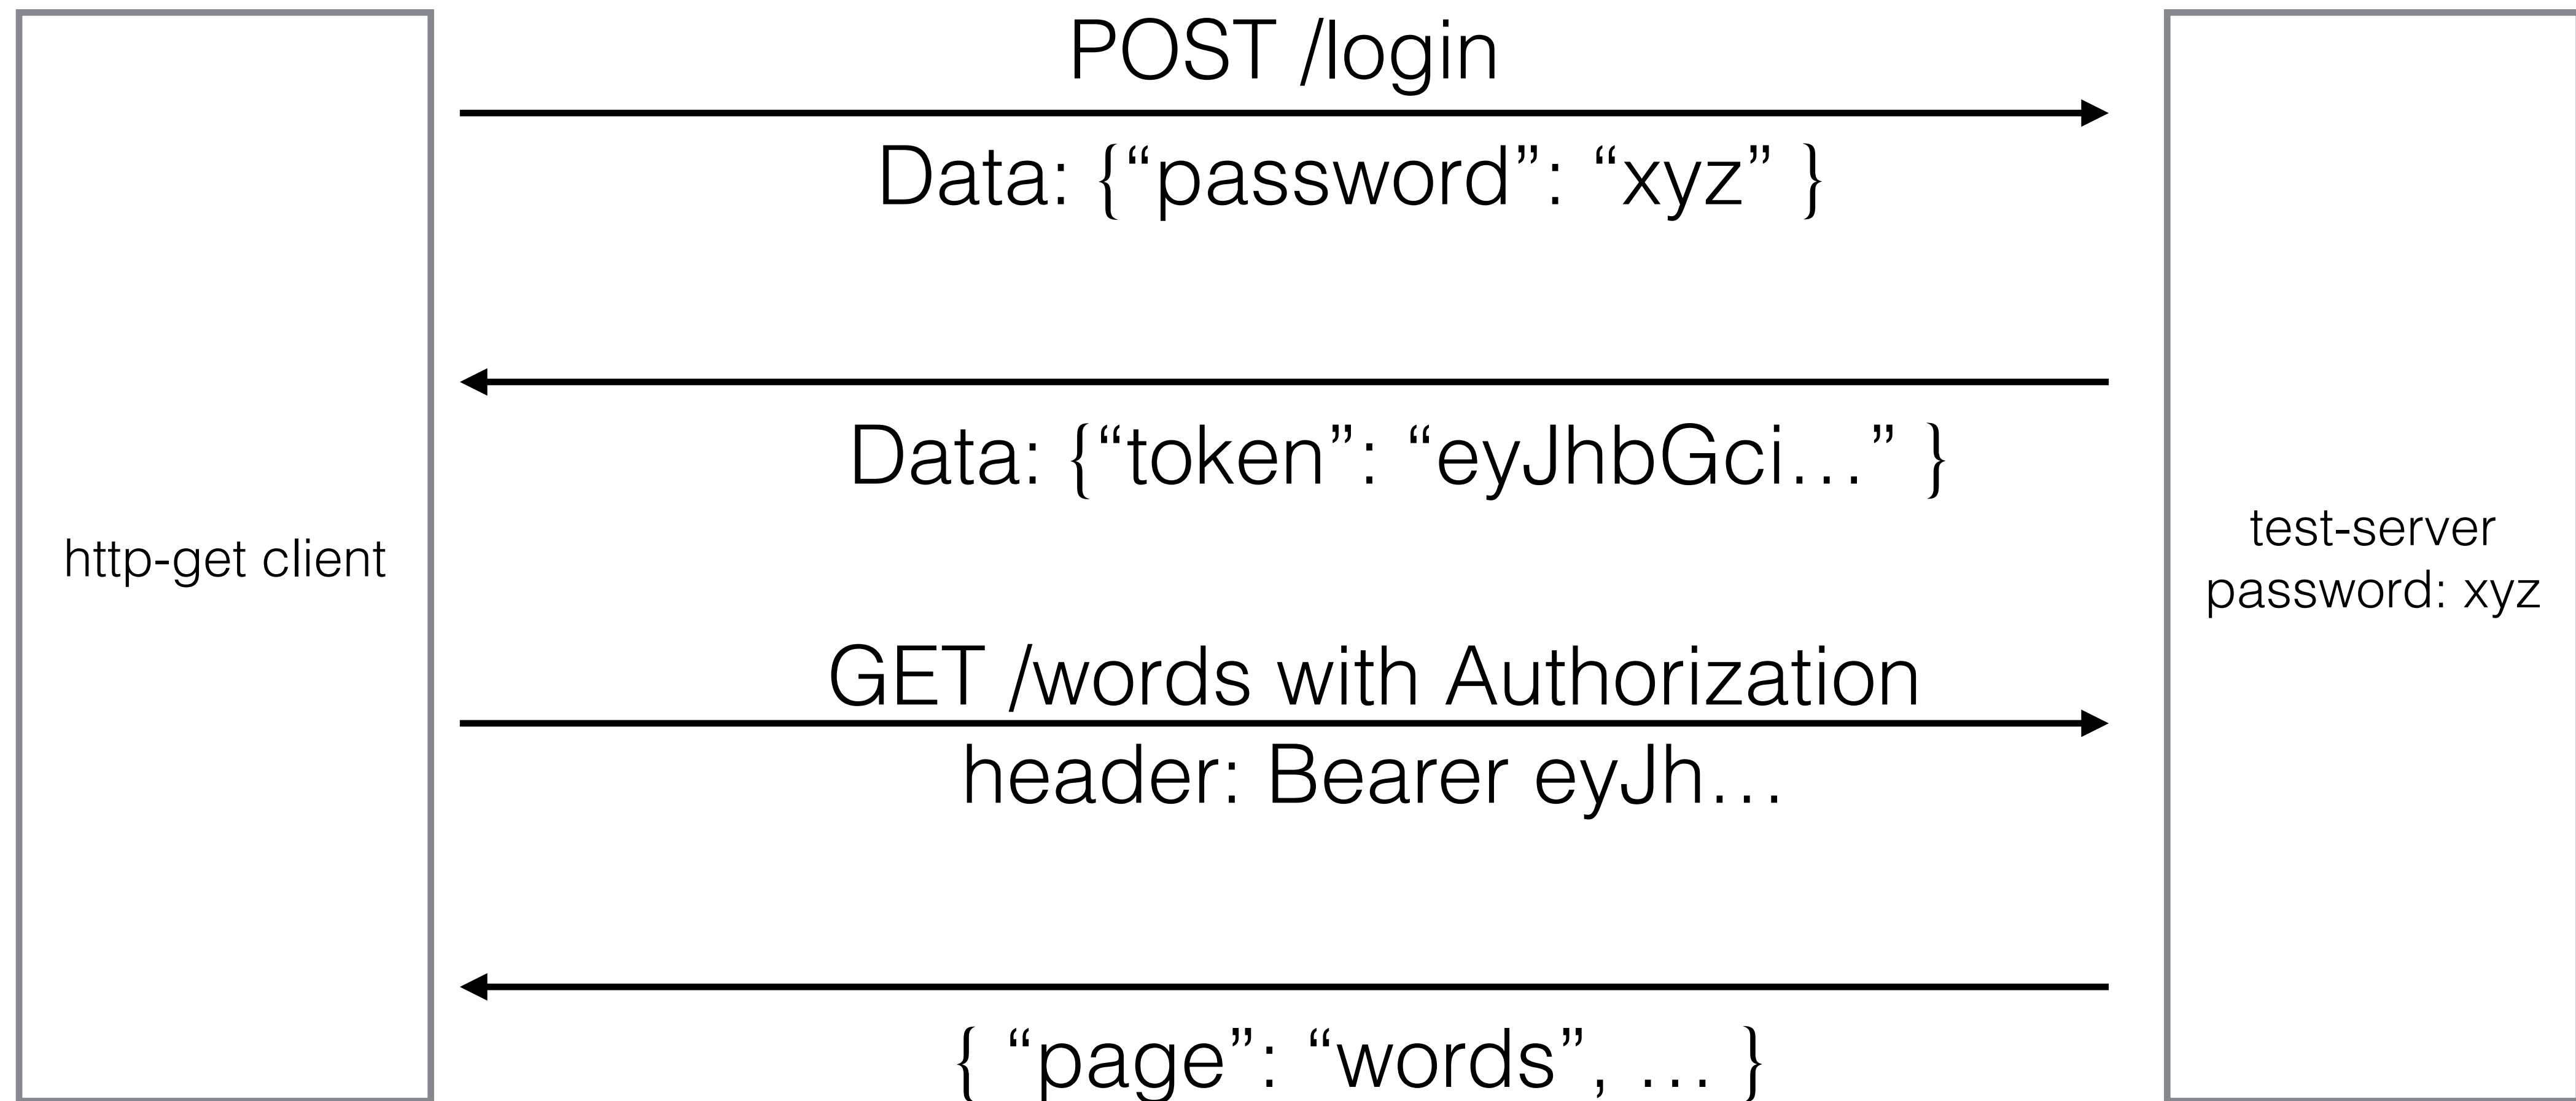 POST /login
Data: {“password”: “xyz” }
Data: {“token”: “eyJhbGci…” }
http-get client
test-server
password: xyz
GET /words with Authorization
header: Bearer eyJh…
{ “page”: “words”, … }